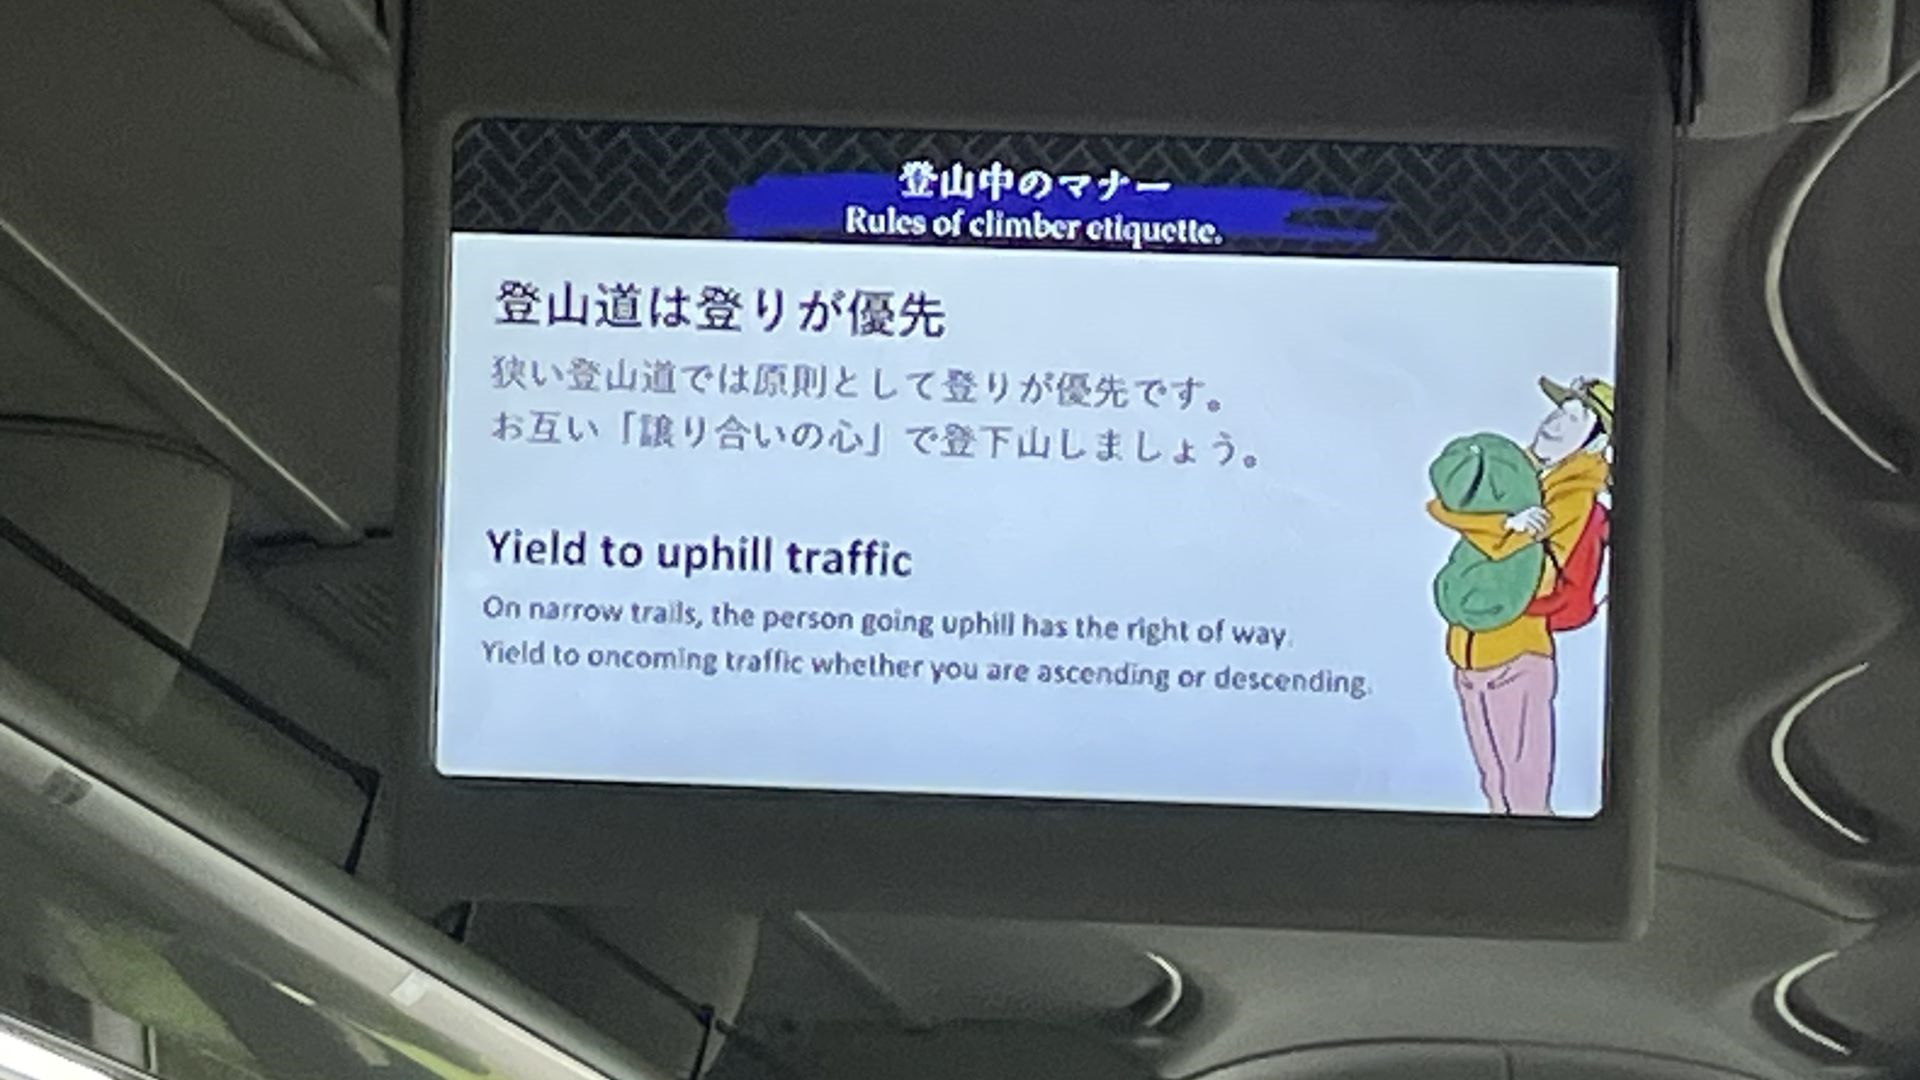 登山中のマナー
Rules of climber etiquette.
登山道は登りが優先
狭い登山道では原則として登りが優先です。
お互い「譲り合いの心」で登下山しましょう。
Yield to uphill traffic
On narrow trails, the person going uphill has the right of way.
Yield to oncoming traffic whether you are ascending or descending.